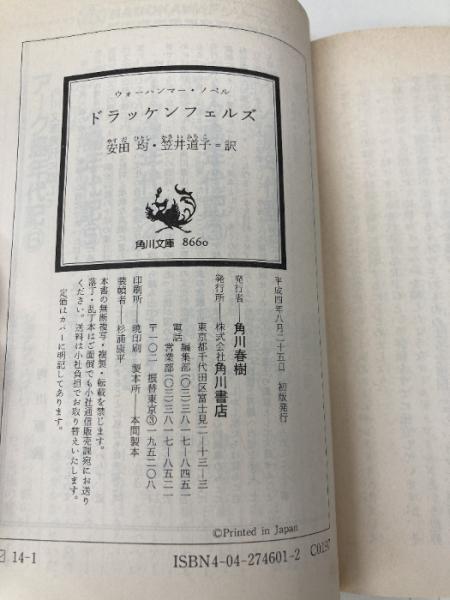 ウォーハンマー・ノベル
ドラッケンフェルズ
安田 均・笠井道子=訳
角川文庫 8660
平成四年八月二十五日 初版発行
発行者——角川春樹
発行所——株式会社角川書店
東京都千代田区富士見二—十三—三
電話 編集部(〇三)三八一七—八四五一
営業部(〇三)三八一七—八五二一
〒一〇二 振替東京③一九五二〇八
印刷所——暁印刷 製本所——本間製本
装幀者——杉浦康平
本書の無断複写・複製・転載を禁じます。
落丁・乱丁本はご面倒でも小社通信販売課宛にお送り
ください。送料は小社負担でお取り替えいたします。
定価はカバーに明記してあります。
©Printed in Japan
14-1
ISBN4-04-274601-2 C0197